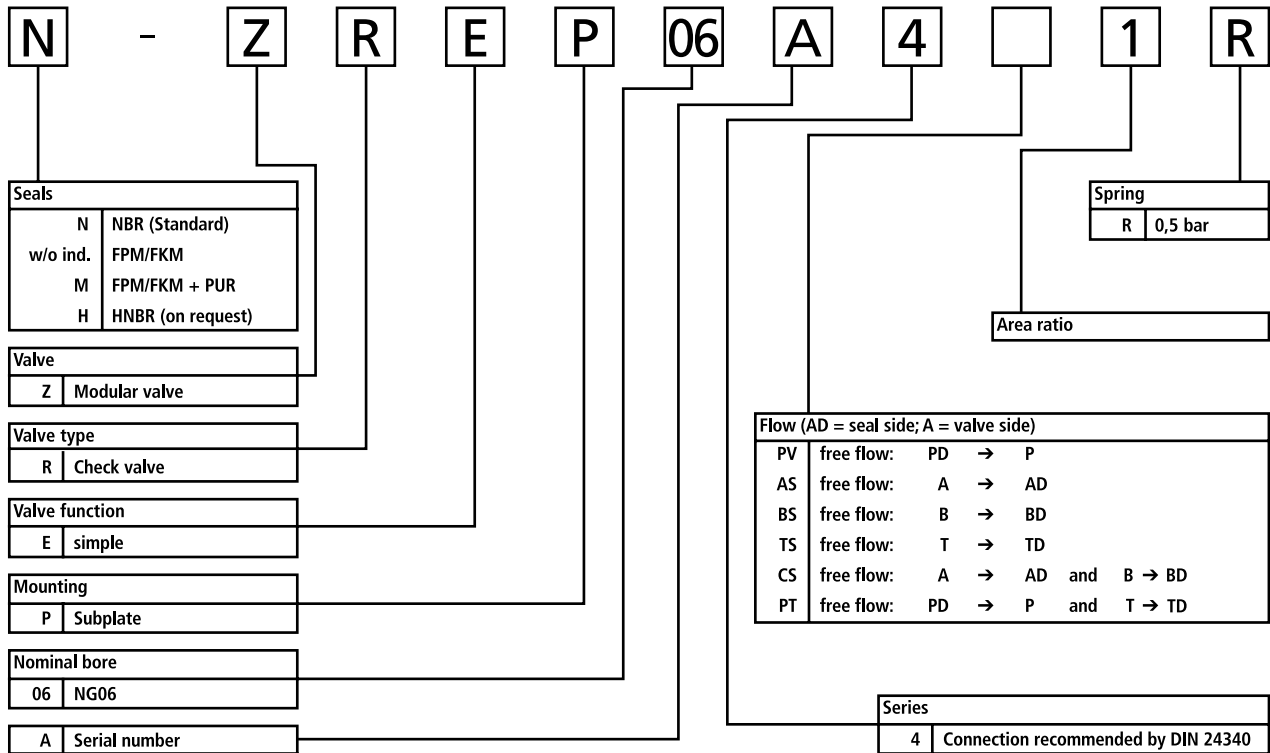 N - Z R E P 06 A 4 1 R
Seals
N NBR (Standard)
w/o ind. FPM/FKM
M FPM/FKM + PUR
H HNBR (on request)
Valve
Z Modular valve
Valve type
R Check valve
Valve function
E simple
Mounting
P Subplate
Nominal bore
06 NG06
A Serial number
Spring
R 0,5 bar
Area ratio
Flow (AD = seal side; A = valve side)
PV free flow: PD → P
AS free flow: A → AD
BS free flow: B → BD
TS free flow: T → TD
CS free flow: A → AD and B → BD
PT free flow: PD → P and T → TD
Series
4 Connection recommended by DIN 24340